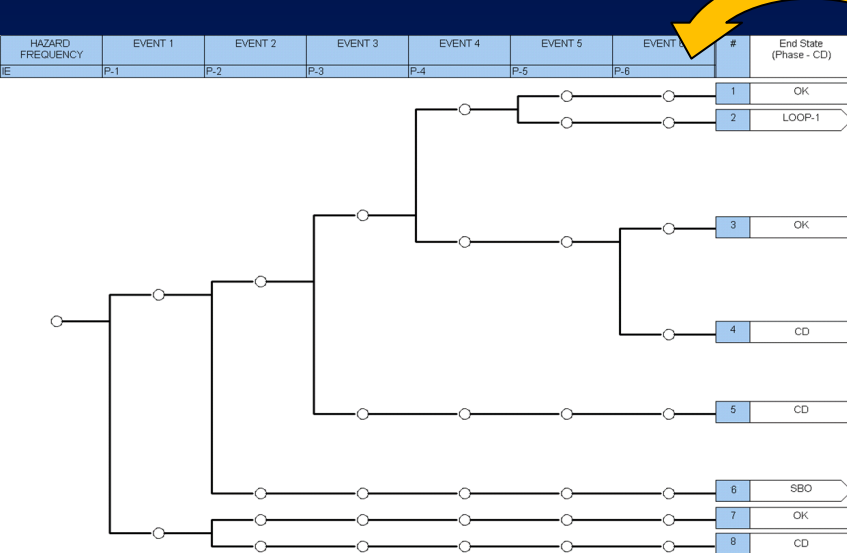 HAZARD
FREQUENCY
EVENT 1
EVENT 2
EVENT 3
EVENT 4
EVENT 5
EVENT
#
End State
(Phase - CD)
IE
P-1
P-2
P-3
P-4
P-5
P-6
1
OK
2
LOOP-1
3
OK
4
CD
5
CD
6
SBO
7
OK
8
CD